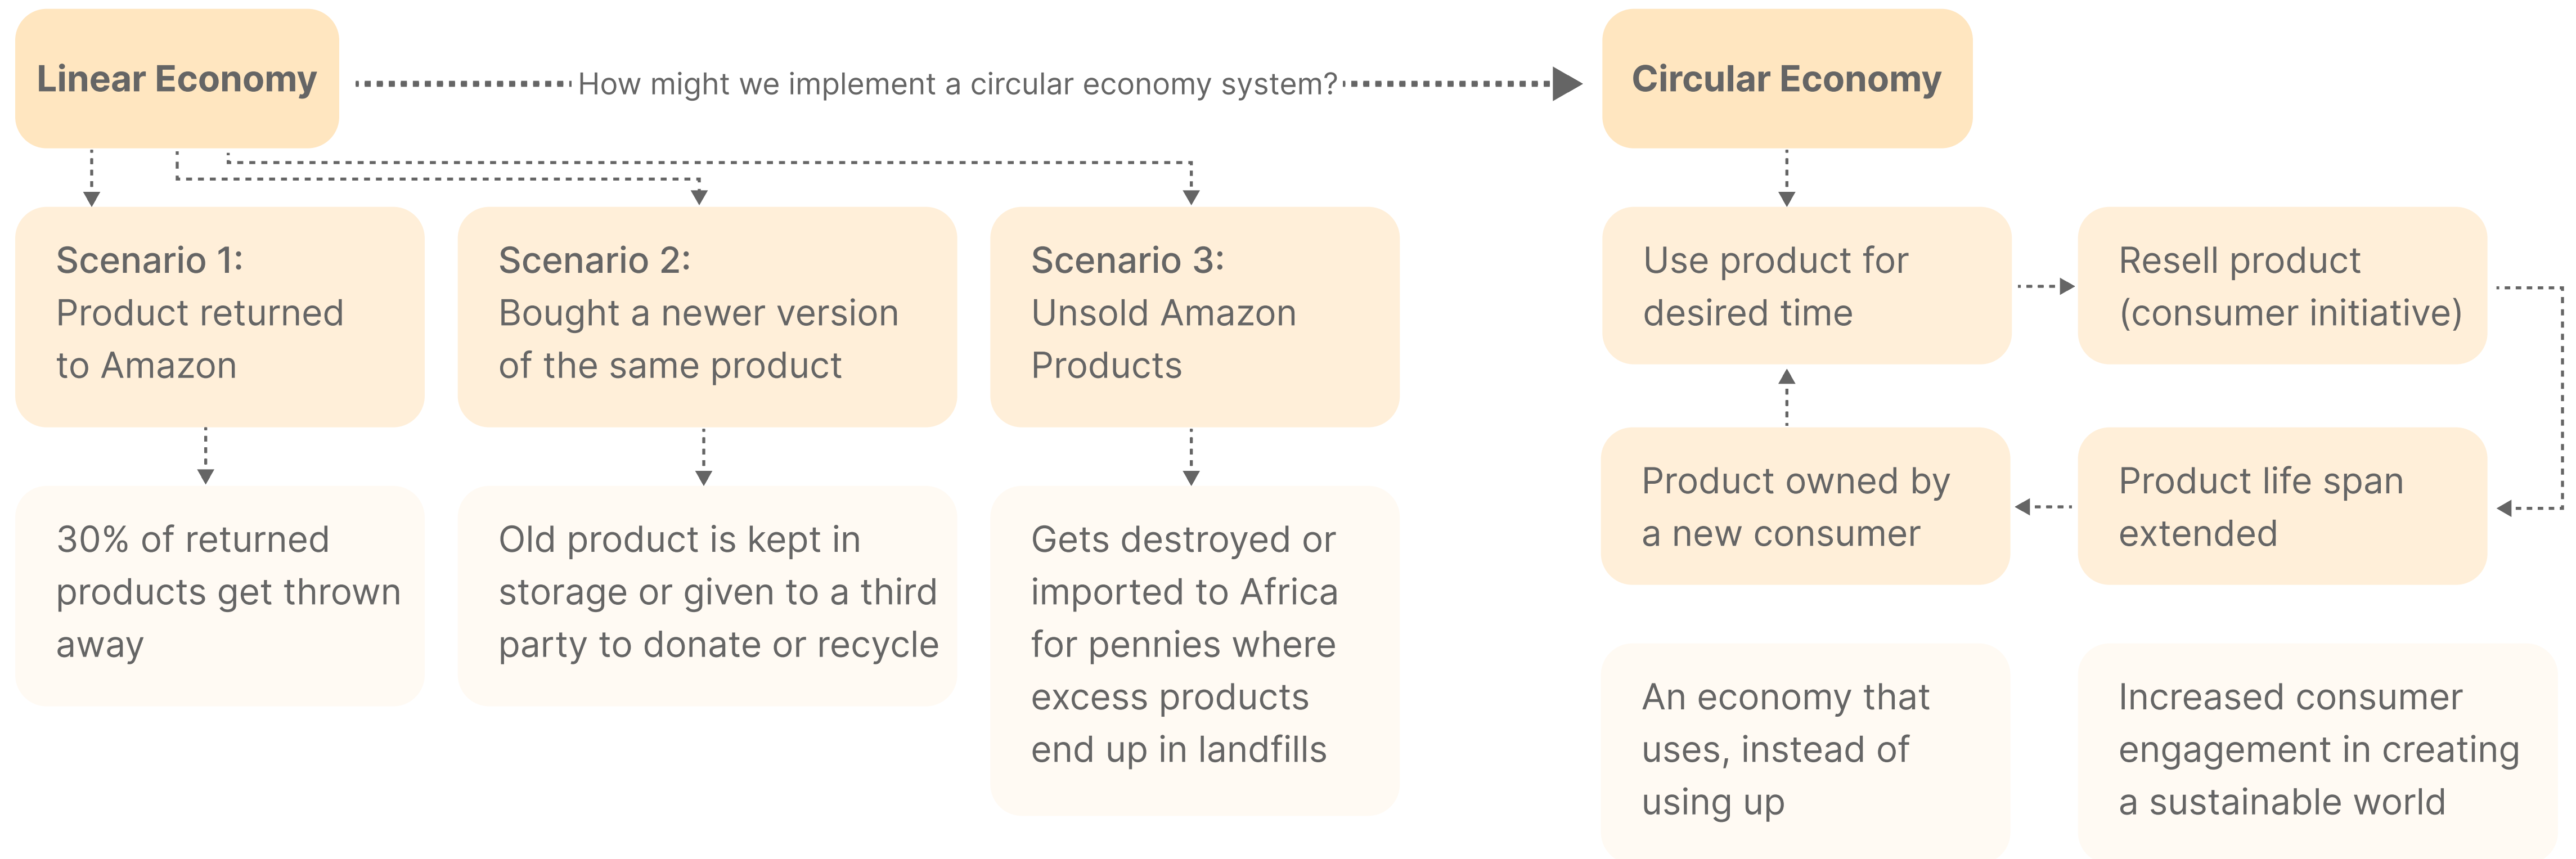 Linear Economy
How might we implement a circular economy system?
Circular Economy
Scenario 1:
Product returned
to Amazon
Scenario 2:
Bought a newer version
of the same product
Scenario 3:
Unsold Amazon
Products
Use product for
desired time
Resell product
(consumer initiative)
30% of returned
products get thrown
away
Old product is kept in
storage or given to a third
party to donate or recycle
Gets destroyed or
imported to Africa
for pennies where
excess products
end up in landfills
Product owned by
a new consumer
Product life span
extended
An economy that
uses, instead of
using up
Increased consumer
engagement in creating
a sustainable world